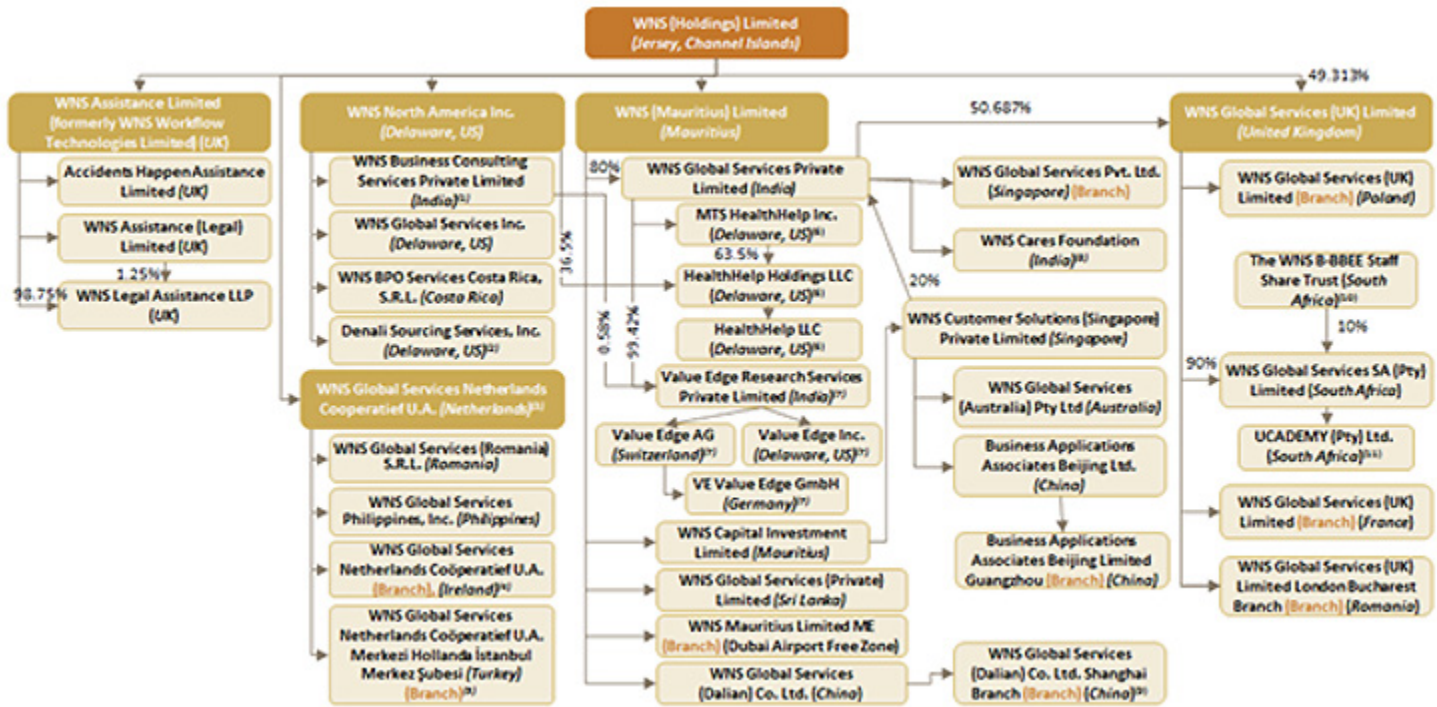 WNS (Holdings) Limited
(Jersey, Channel Islands)
49.313%
WNS Assistance Limited
(formerly WNS Workflow
Technologies Limited) (UK)
Accidents Happen Assistance
Limited (UK)
WNS Assistance (Legal)
Limited (UK)
1.25%
98.75%
WNS Legal Assistance LLP
(UK)
WNS North America Inc.
(Delaware, US)
WNS Business Consulting
Services Private Limited
(India)⁽¹⁾
WNS Global Services Inc.
(Delaware, US)
WNS BPO Services Costa Rica,
S.R.L. (Costa Rica)
Denali Sourcing Services, Inc.
(Delaware, US)⁽²⁾
36.5%
WNS Global Services Netherlands
Cooperatief U.A. (Netherlands)
WNS Global Services (Romania)
S.R.L. (Romania)
WNS Global Services
Philippines, Inc. (Philippines)
WNS Global Services
Netherlands Coöperatief U.A.
(Branch), (Ireland)⁽⁴⁾
WNS Global Services
Netherlands Coöperatief U.A.
Merkezi Hollanda İstanbul
Merkez Şubesi (Turkey)
(Branch)⁽⁵⁾
WNS (Mauritius) Limited
(Mauritius)
50.687%
80%
WNS Global Services Private
Limited (India)
MTS HealthHelp Inc.
(Delaware, US)⁽⁶⁾
63.5%
HealthHelp Holdings LLC
(Delaware, US)⁽⁶⁾
HealthHelp LLC
(Delaware, US)⁽⁶⁾
0.58%
99.42%
Value Edge Research Services
Private Limited (India)⁽⁷⁾
Value Edge AG
(Switzerland)⁽⁷⁾
Value Edge Inc.
(Delaware, US)⁽⁷⁾
VE Value Edge GmbH
(Germany)⁽⁷⁾
WNS Capital Investment
Limited (Mauritius)
WNS Global Services (Private)
Limited (Sri Lanka)
WNS Mauritius Limited ME
(Branch) (Dubai Airport Free Zone)
WNS Global Services
(Dalian) Co. Ltd. (China)
WNS Global Services Pvt. Ltd.
(Singapore) (Branch)
WNS Cares Foundation
(India)⁽⁸⁾
20%
WNS Customer Solutions (Singapore)
Private Limited (Singapore)
WNS Global Services
(Australia) Pty Ltd (Australia)
Business Applications
Associates Beijing Ltd.
(China)
Business Applications
Associates Beijing Limited
Guangzhou (Branch) (China)
WNS Global Services
(Dalian) Co. Ltd. Shanghai
Branch (Branch) (China)⁽⁹⁾
WNS Global Services (UK) Limited
(United Kingdom)
WNS Global Services (UK)
Limited (Branch) (Poland)
The WNS B-BBEE Staff
Share Trust (South
Africa)⁽¹⁰⁾
10%
90%
WNS Global Services SA (Pty)
Limited (South Africa)
UCADEMY (Pty) Ltd.
(South Africa)⁽¹¹⁾
WNS Global Services (UK)
Limited (Branch) (France)
WNS Global Services (UK)
Limited London Bucharest
Branch (Branch) (Romania)